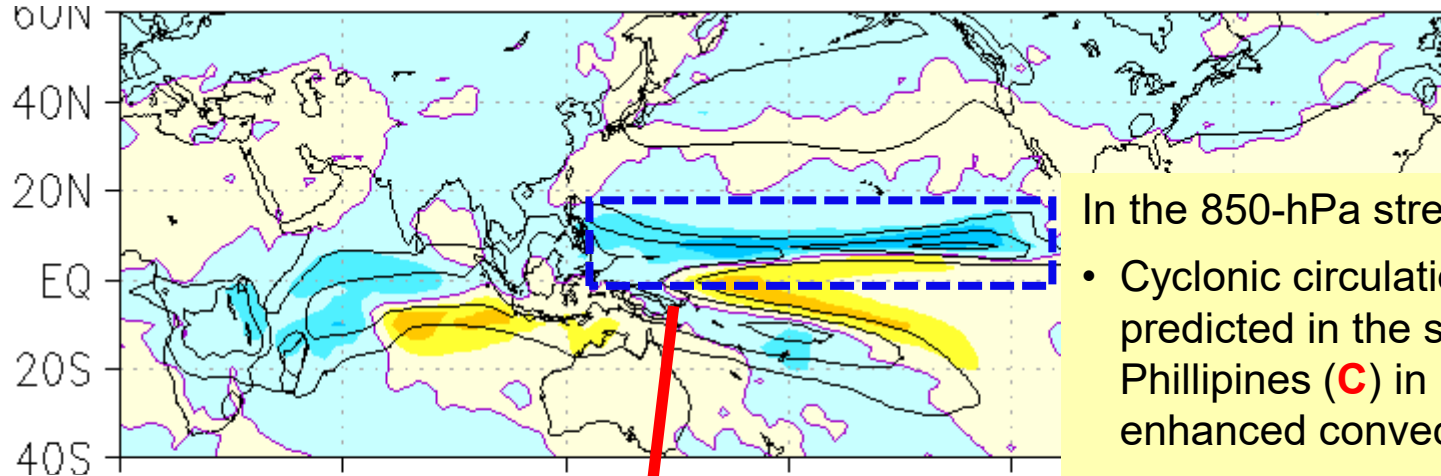 60N
40N
20N
EQ
20S
40S
In the 850-hPa stre
• Cyclonic circulatio
predicted in the s
Phillipines (C) in
enhanced convec